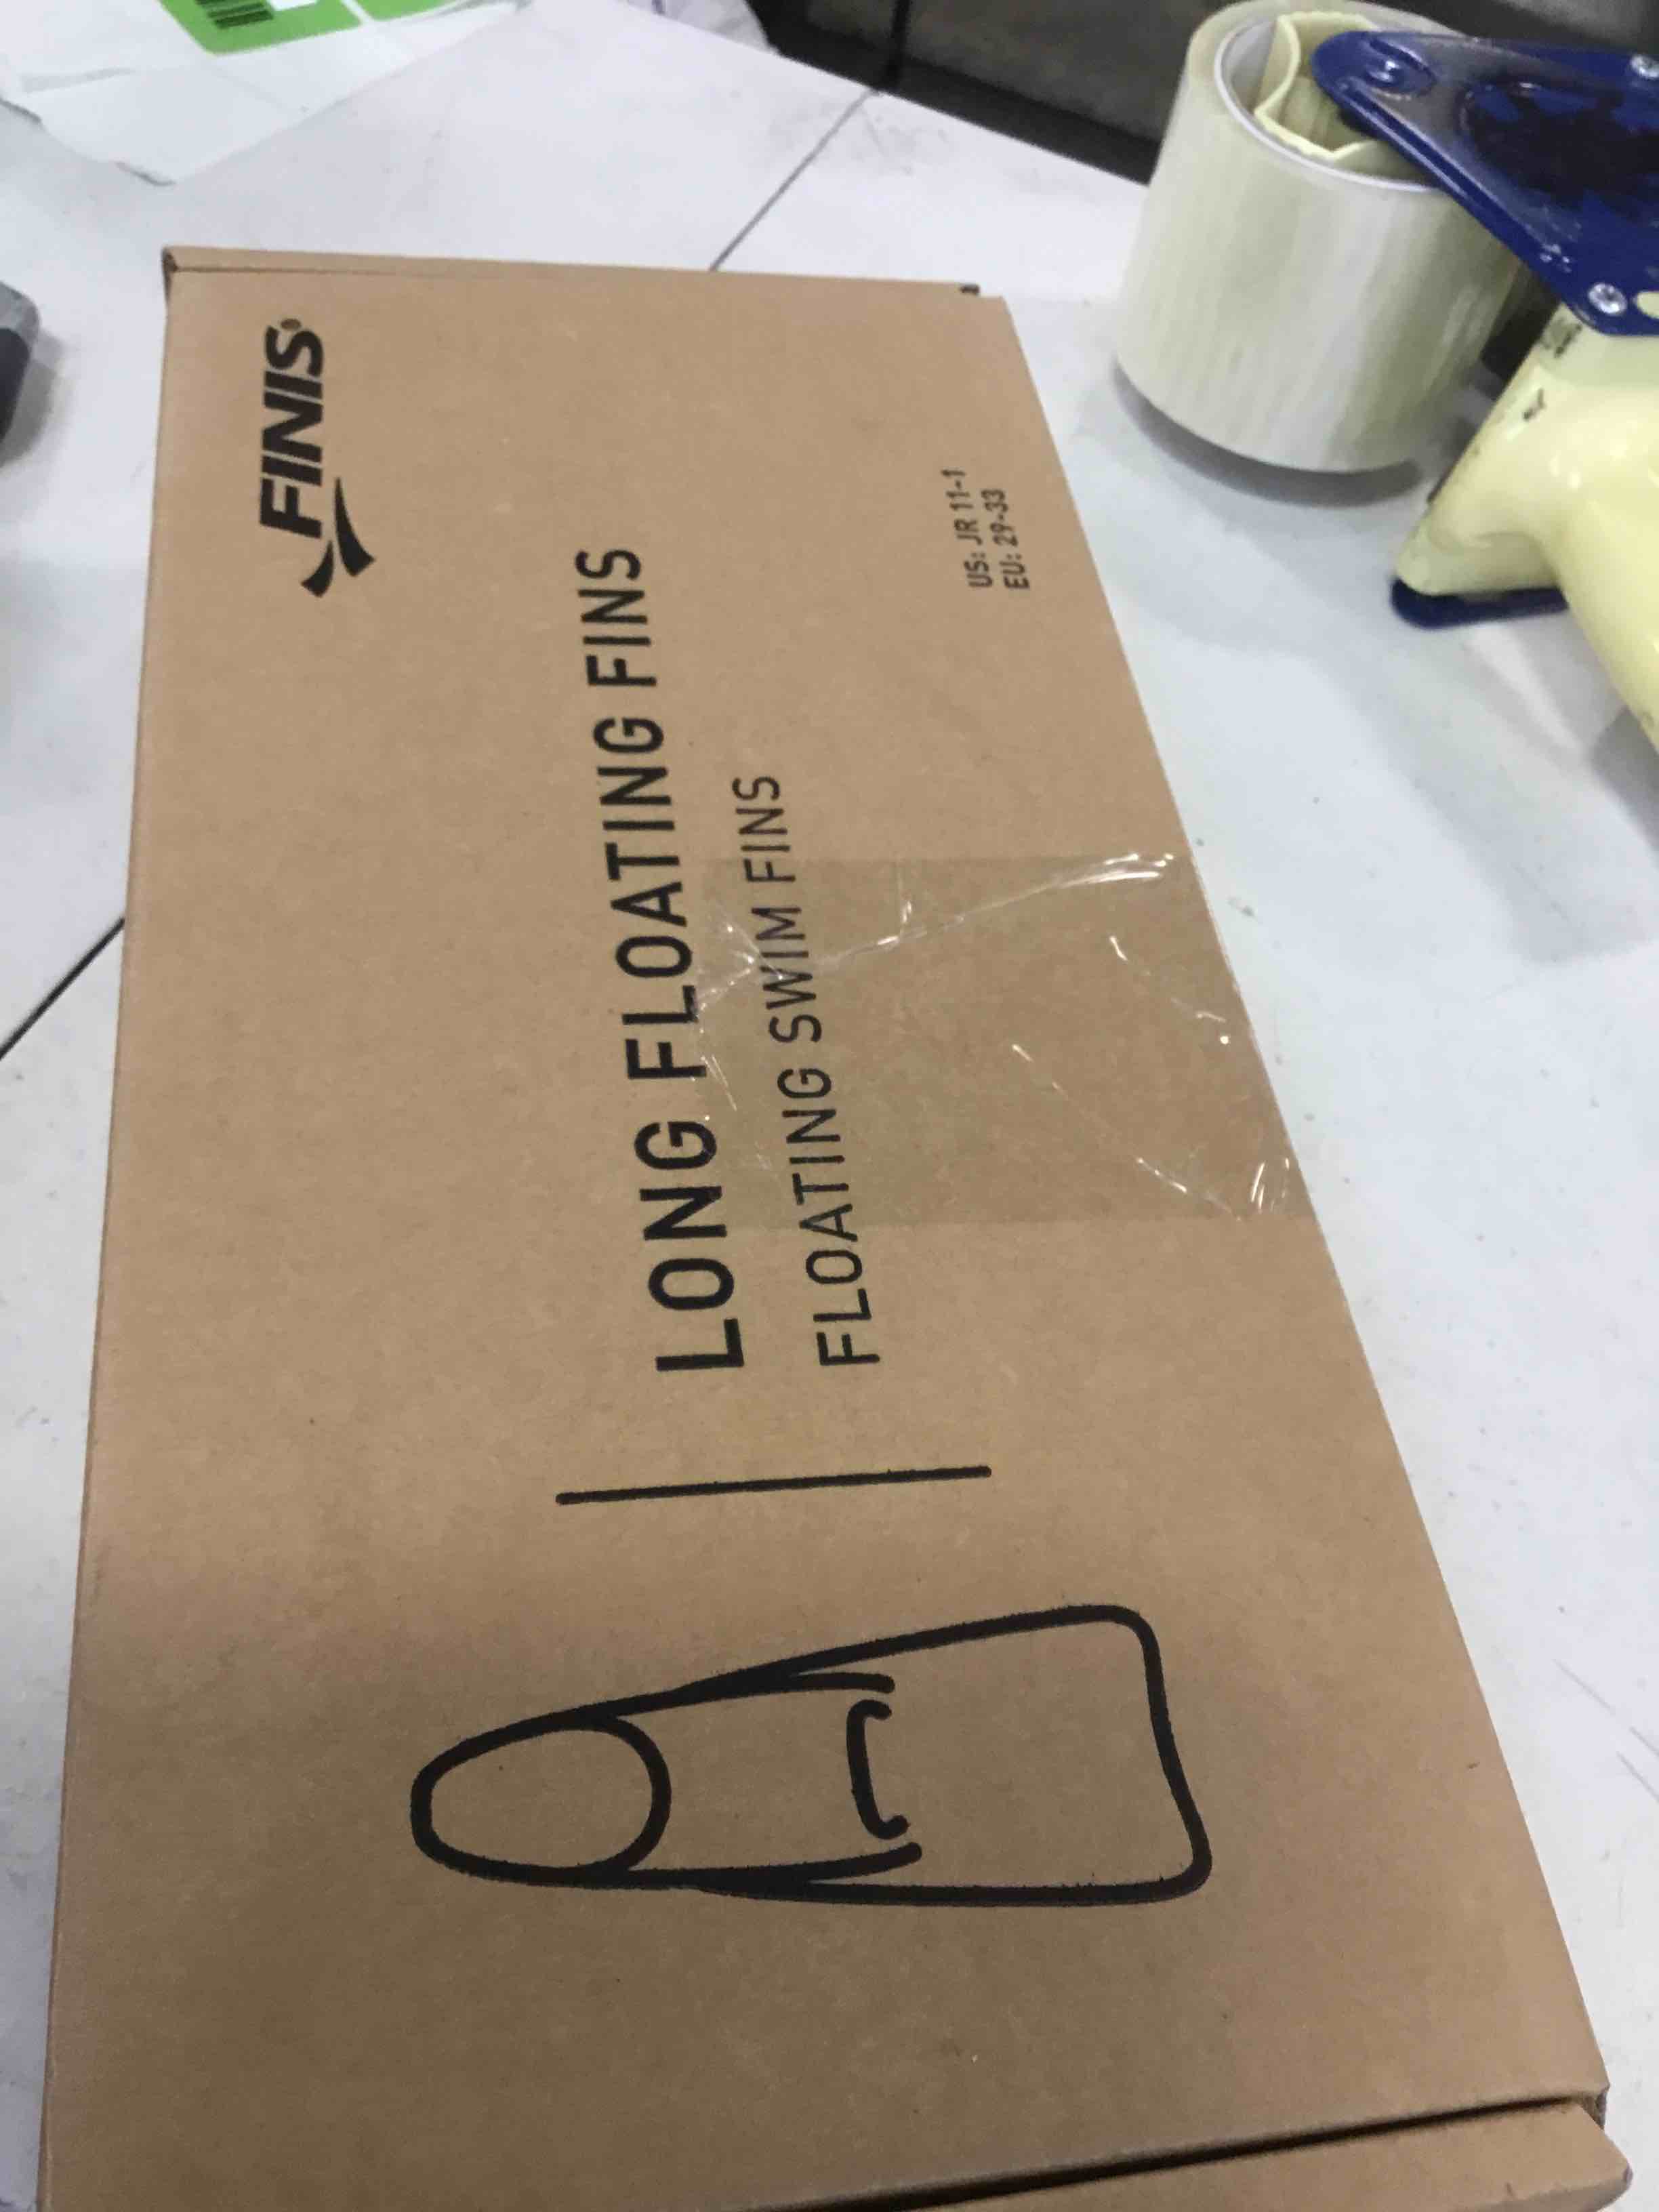 FINIS
LONG FLOATING FINS
FLOATING SWIM FINS
US: JR 11-1
EU: 29-33